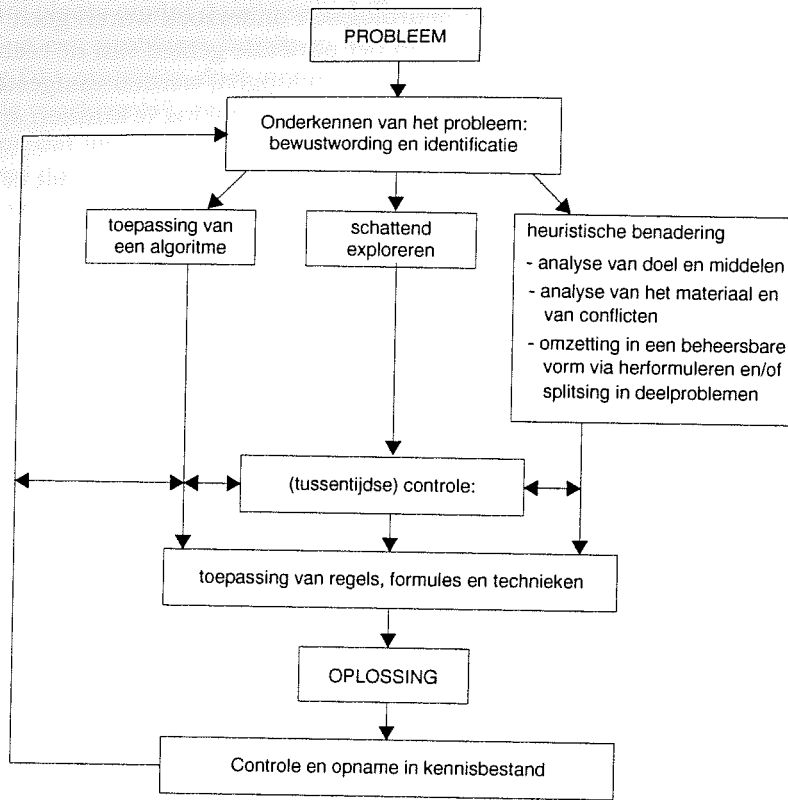 PROBLEEM
Onderkennen van het probleem:
bewustwording en identificatie
toepassing van
een algoritme
schattend
exploreren
heuristische benadering
- analyse van doel en middelen
- analyse van het materiaal en
van conflicten
- omzetting in een beheersbare
vorm via herformuleren en/of
splitsing in deelproblemen
(tussentijdse) controle:
toepassing van regels, formules en technieken
OPLOSSING
Controle en opname in kennisbestand